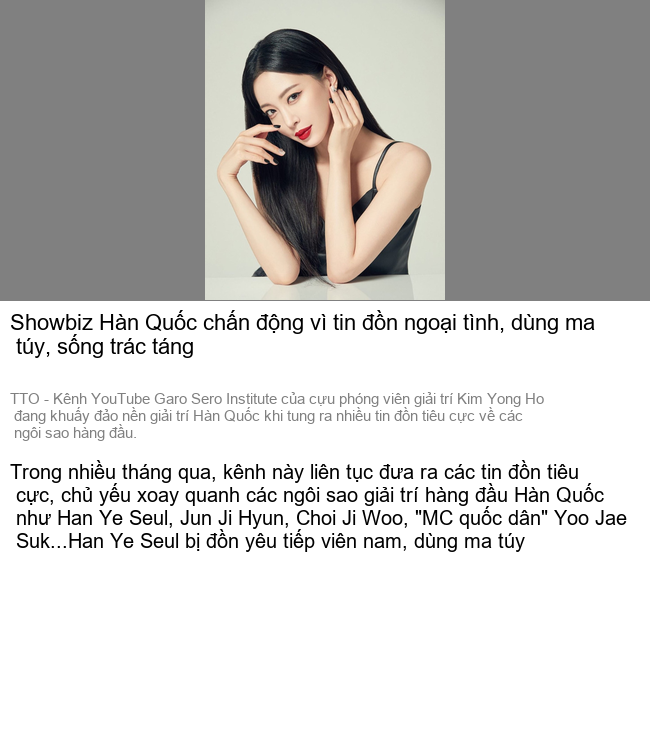 Showbiz Hàn Quốc chấn động vì tin đồn ngoại tình, dùng ma
túy, sống trác táng
TTO - Kênh YouTube Garo Sero Institute của cựu phóng viên giải trí Kim Yong Ho
đang khuấy đảo nền giải trí Hàn Quốc khi tung ra nhiều tin đồn tiêu cực về các
ngôi sao hàng đầu.
Trong nhiều tháng qua, kênh này liên tục đưa ra các tin đồn tiêu
cực, chủ yếu xoay quanh các ngôi sao giải trí hàng đầu Hàn Quốc
như Han Ye Seul, Jun Ji Hyun, Choi Ji Woo, "MC quốc dân" Yoo Jae
Suk...Han Ye Seul bị đồn yêu tiếp viên nam, dùng ma túy